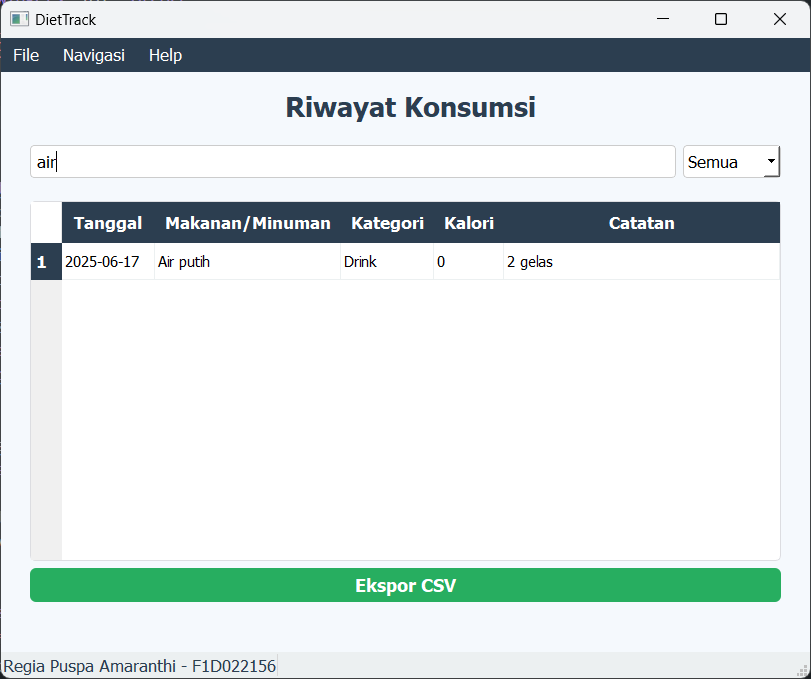 DietTrack
File Navigasi Help
Riwayat Konsumsi
air Semua
Tanggal Makanan/Minuman Kategori Kalori Catatan
1 2025-06-17 Air putih Drink 0 2 gelas
Ekspor CSV
Regia Puspa Amaranthi - F1D022156